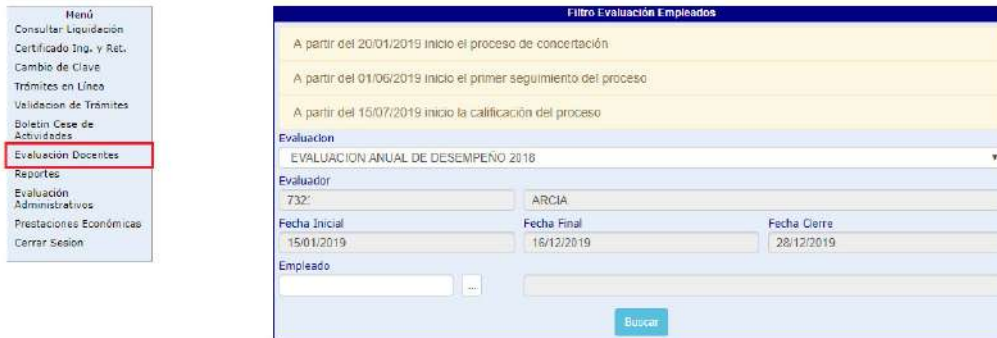 Menú
Consultar Liquidación
Certificado Ing. y Ret.
Cambio de Clave
Trámites en Línea
Validacion de Trámites
Boletin Cese de
Actividades
Evaluación Docentes
Reportes
Evaluación
Administrativos
Prestaciones Económicas
Cerrar Sesion
Filtro Evaluación Empleados
A partir del 20/01/2019 inicio el proceso de concertación
A partir del 01/06/2019 inicio el primer seguimiento del proceso
A partir del 15/07/2019 inicio la calificación del proceso
Evaluacion
EVALUACION ANUAL DE DESEMPEÑO 2018
Evaluador
732 ARCIA
Fecha Inicial Fecha Final Fecha Cierre
15/01/2019 16/12/2019 28/12/2019
Empleado
...
Buscar